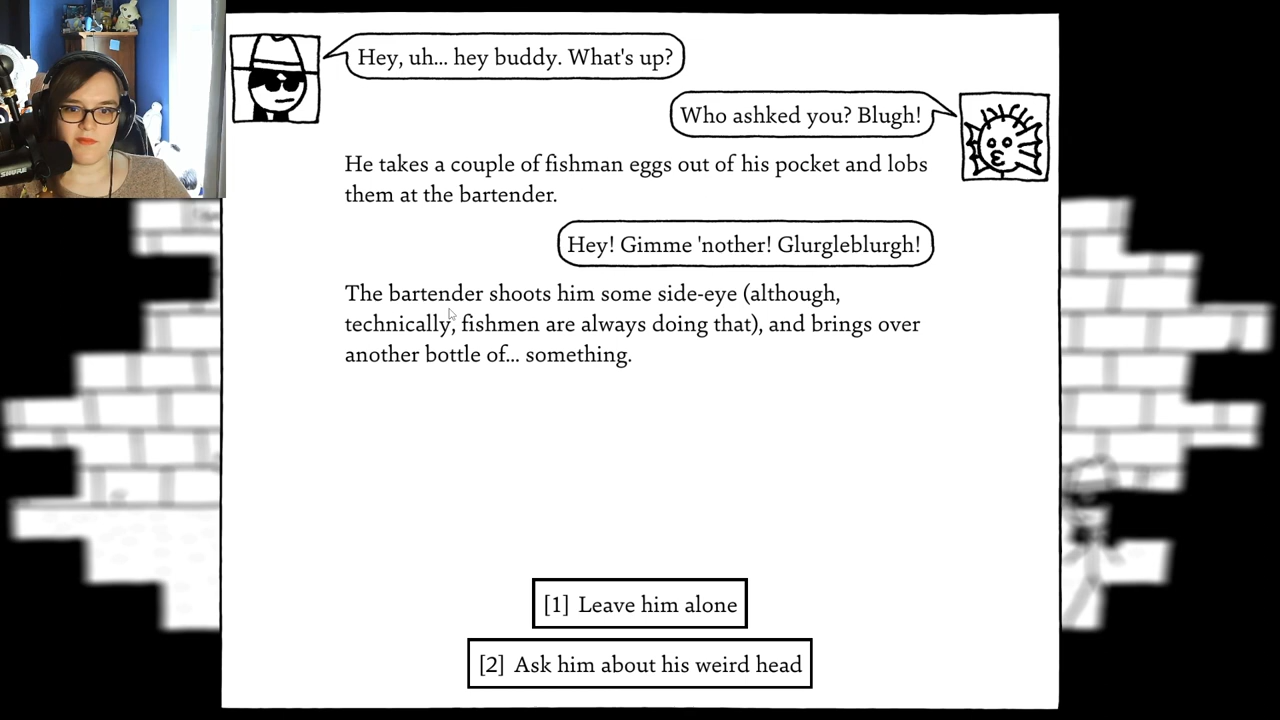 Hey, uh... hey buddy. What's up?
Who ashked you? Blugh!
He takes a couple of fishman eggs out of his pocket and lobs
them at the bartender.
Hey! Gimme 'nother! Glurgleblurgh!
The bartender shoots him some side-eye (although,
technically, fishmen are always doing that), and brings over
another bottle of... something.
[1] Leave him alone
[2] Ask him about his weird head
SHURE